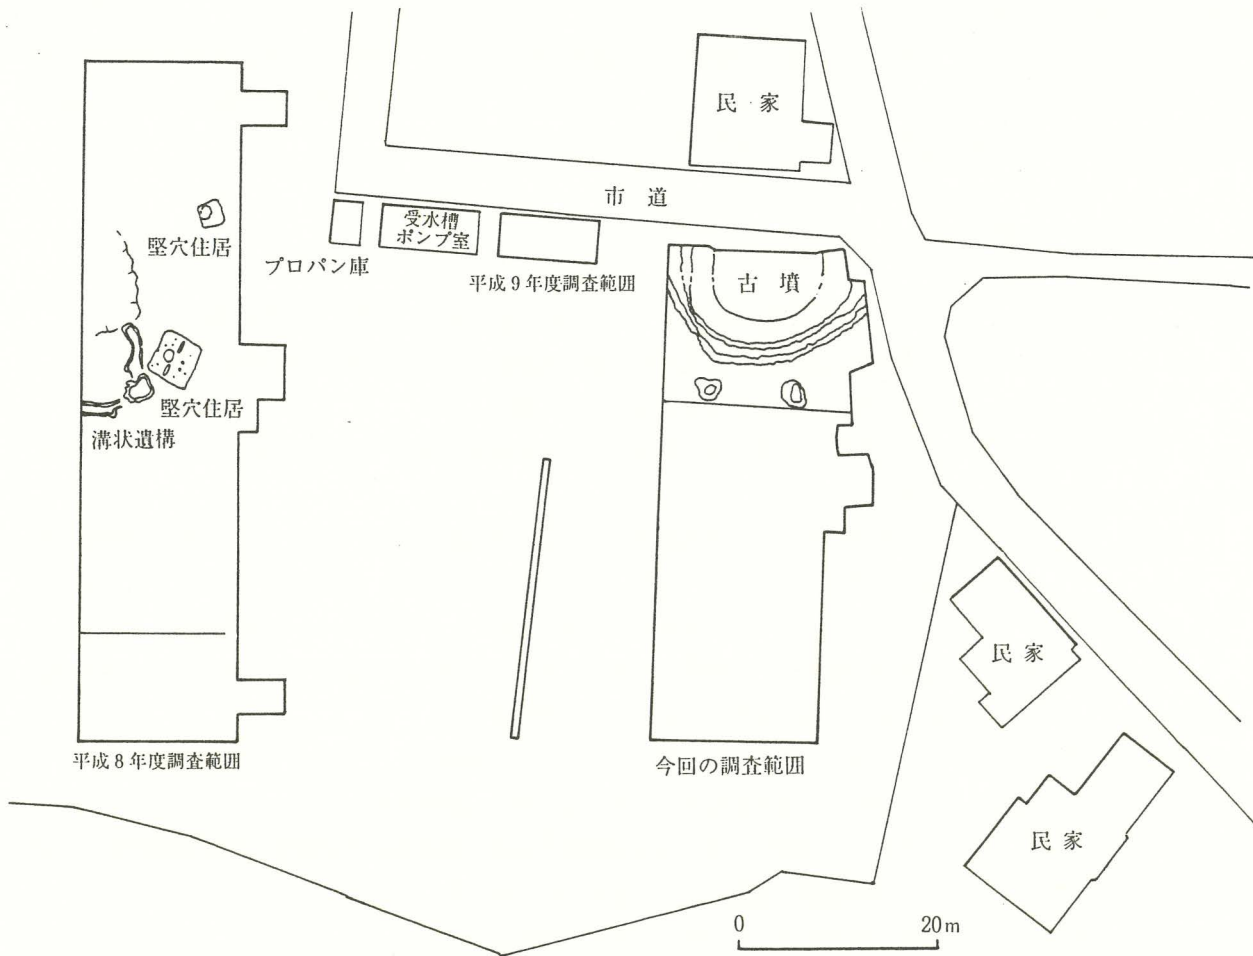 民家
市道
竪穴住居
プロパン庫
受水槽
ポンプ室
平成9年度調査範囲
古墳
竪穴住居
溝状遺構
平成8年度調査範囲
今回の調査範囲
民家
民家
0 20m